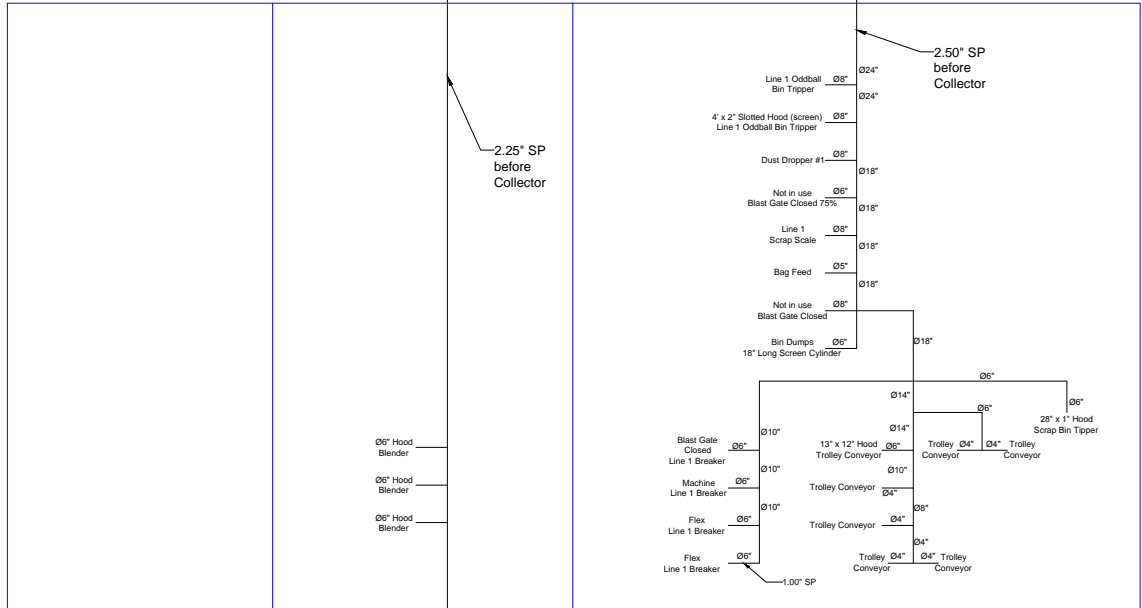 2.25" SP
before
Collector
Ø6" Hood
Blender
Ø6" Hood
Blender
Ø6" Hood
Blender
2.50" SP
before
Collector
Ø24"
Line 1 Oddball
Bin Tripper
Ø8"
Ø24"
4' x 2" Slotted Hood (screen)
Line 1 Oddball Bin Tripper
Ø8"
Dust Dropper #1
Ø8"
Ø18"
Not in use
Blast Gate Closed 75%
Ø6"
Ø18"
Line 1
Scrap Scale
Ø8"
Ø18"
Bag Feed
Ø5"
Ø18"
Not in use
Blast Gate Closed
Ø8"
Bin Dumps
18" Long Screen Cylinder
Ø6"
Ø18"
Ø6"
Ø6"
28" x 1" Hood
Scrap Bin Tipper
Ø14"
Ø6"
Ø14"
Trolley
Conveyor
Ø4"
Ø4"
Trolley
Conveyor
13" x 12" Hood
Trolley Conveyor
Ø6"
Ø10"
Trolley Conveyor
Ø4"
Ø8"
Trolley Conveyor
Ø4"
Ø4"
Trolley
Conveyor
Ø4"
Ø4"
Trolley
Conveyor
Ø10"
Blast Gate
Closed
Line 1 Breaker
Ø6"
Ø10"
Machine
Line 1 Breaker
Ø6"
Ø10"
Flex
Line 1 Breaker
Ø6"
Flex
Line 1 Breaker
Ø6"
1.00" SP